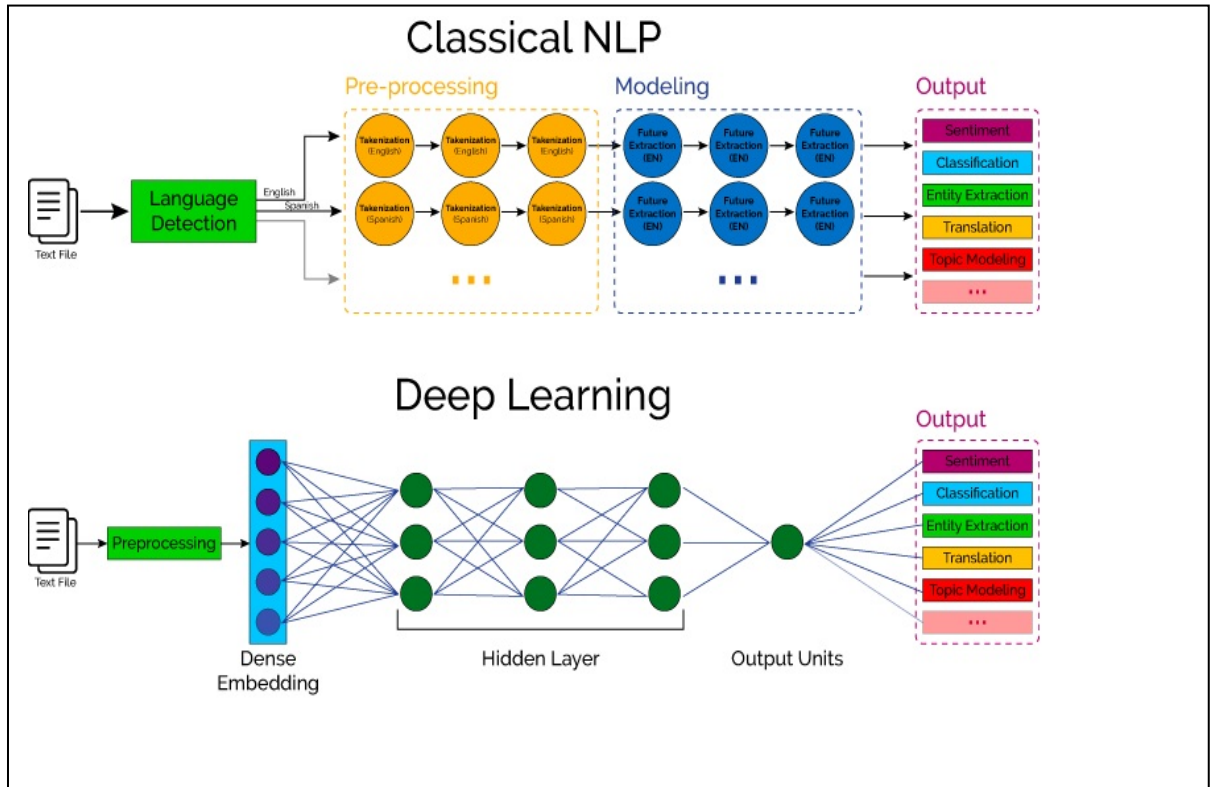 Classical NLP
Pre-processing
Modeling
Output
Takenization
(English)
Takenization
(English)
Takenization
(English)
Future
Extraction
(EN)
Future
Extraction
(EN)
Future
Extraction
(EN)
Sentiment
Classification
Language
Detection
English
Spanish
Takenization
(Spanish)
Takenization
(Spanish)
Takenization
(Spanish)
Future
Extraction
(EN)
Future
Extraction
(EN)
Future
Extraction
(EN)
Entity Extraction
Translation
Topic Modeling
...
Text File
...
...
Deep Learning
Output
Sentiment
Classification
Entity Extraction
Translation
Topic Modeling
...
Preprocessing
Text File
Dense
Embedding
Hidden Layer
Output Units